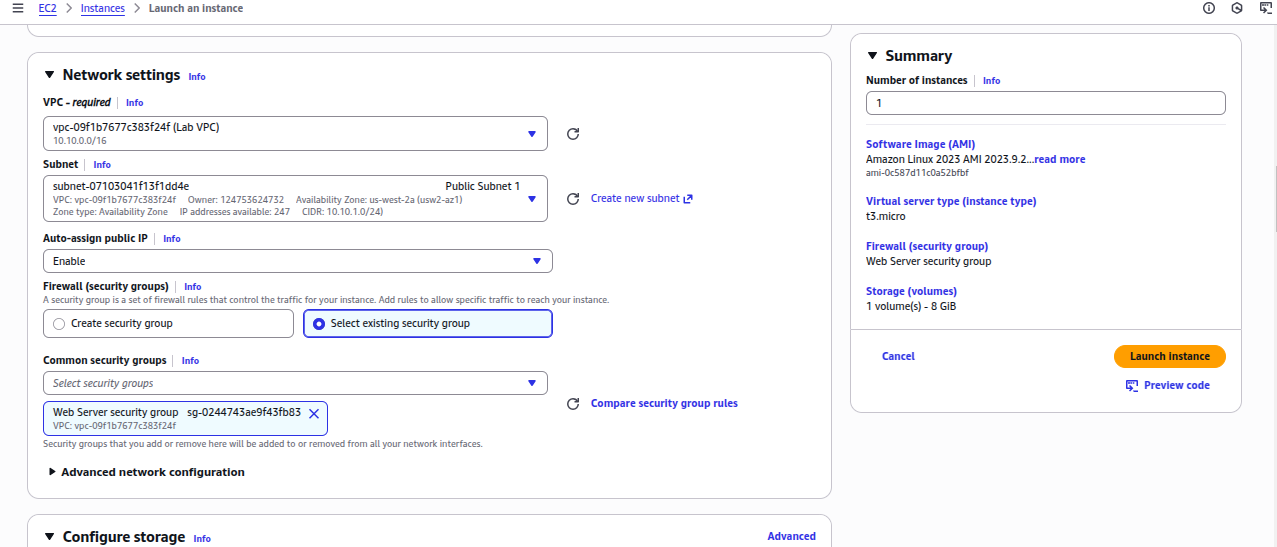 EC2 > Instances > Launch an instance
Network settings Info
VPC - required Info
vpc-09f1b7677c383f24f (Lab VPC)
10.10.0.0/16
Subnet Info
subnet-07103041f13f1dd4e Public Subnet 1
VPC: vpc-09f1b7677c383f24f Owner: 124753624732 Availability Zone: us-west-2a (usw2-az1)
Zone type: Availability Zone IP addresses available: 247 CIDR: 10.10.1.0/24)
Create new subnet
Auto-assign public IP Info
Enable
Firewall (security groups) Info
A security group is a set of firewall rules that control the traffic for your instance. Add rules to allow specific traffic to reach your instance.
Create security group
Select existing security group
Common security groups Info
Select security groups
Web Server security group sg-0244743ae9f43fb83
VPC: vpc-09f1b7677c383f24f
Compare security group rules
Security groups that you add or remove here will be added to or removed from all your network interfaces.
Advanced network configuration
Configure storage Info
Advanced
Summary
Number of instances Info
1
Software Image (AMI)
Amazon Linux 2023 AMI 2023.9.2...read more
ami-0c587d11c0a52bfbf
Virtual server type (instance type)
t3.micro
Firewall (security group)
Web Server security group
Storage (volumes)
1 volume(s) - 8 GiB
Cancel
Launch instance
Preview code